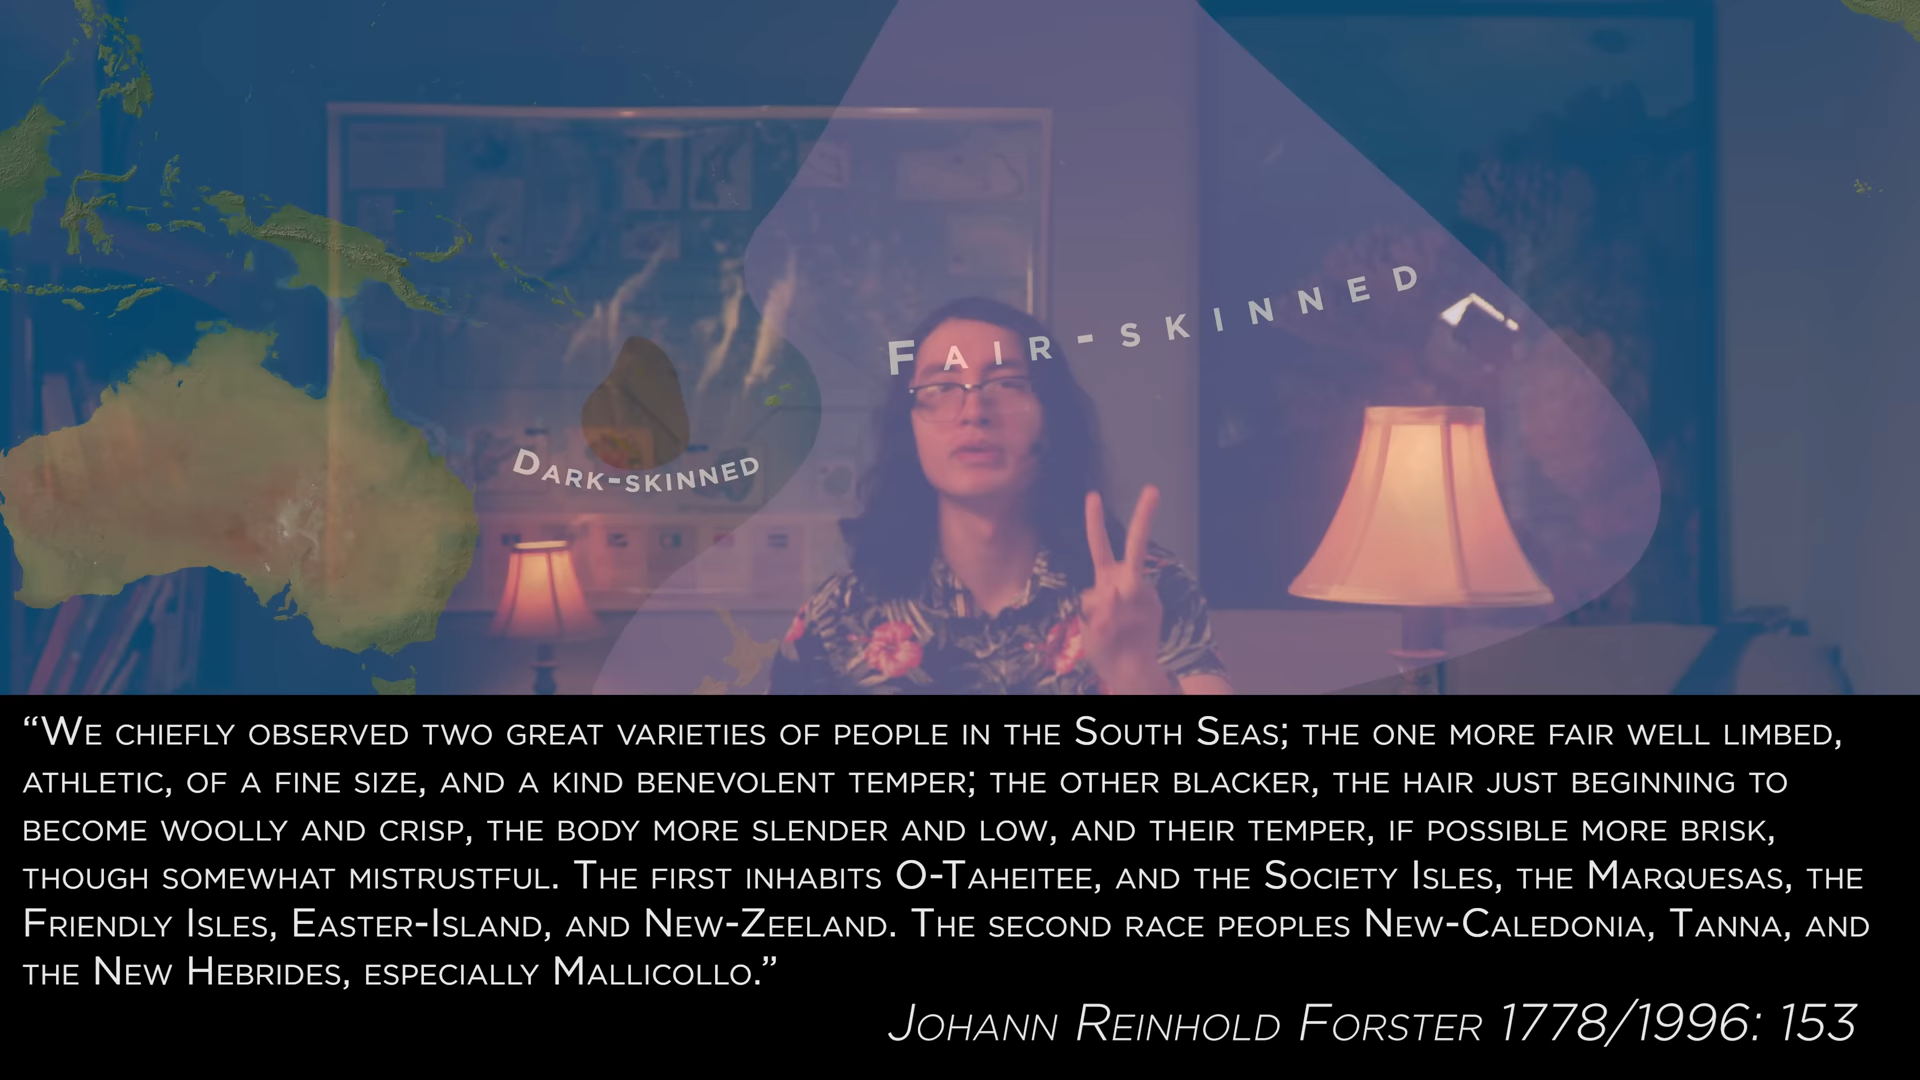 Fair-skinned
Dark-skinned
“We chiefly observed two great varieties of people in the South Seas; the one more fair well limbed,
athletic, of a fine size, and a kind benevolent temper; the other blacker, the hair just beginning to
become woolly and crisp, the body more slender and low, and their temper, if possible more brisk,
though somewhat mistrustful. The first inhabits O-Taheitee, and the Society Isles, the Marquesas, the
Friendly Isles, Easter-Island, and New-Zeeland. The second race peoples New-Caledonia, Tanna, and
the New Hebrides, especially Mallicollo.”
Johann Reinhold Forster 1778/1996: 153